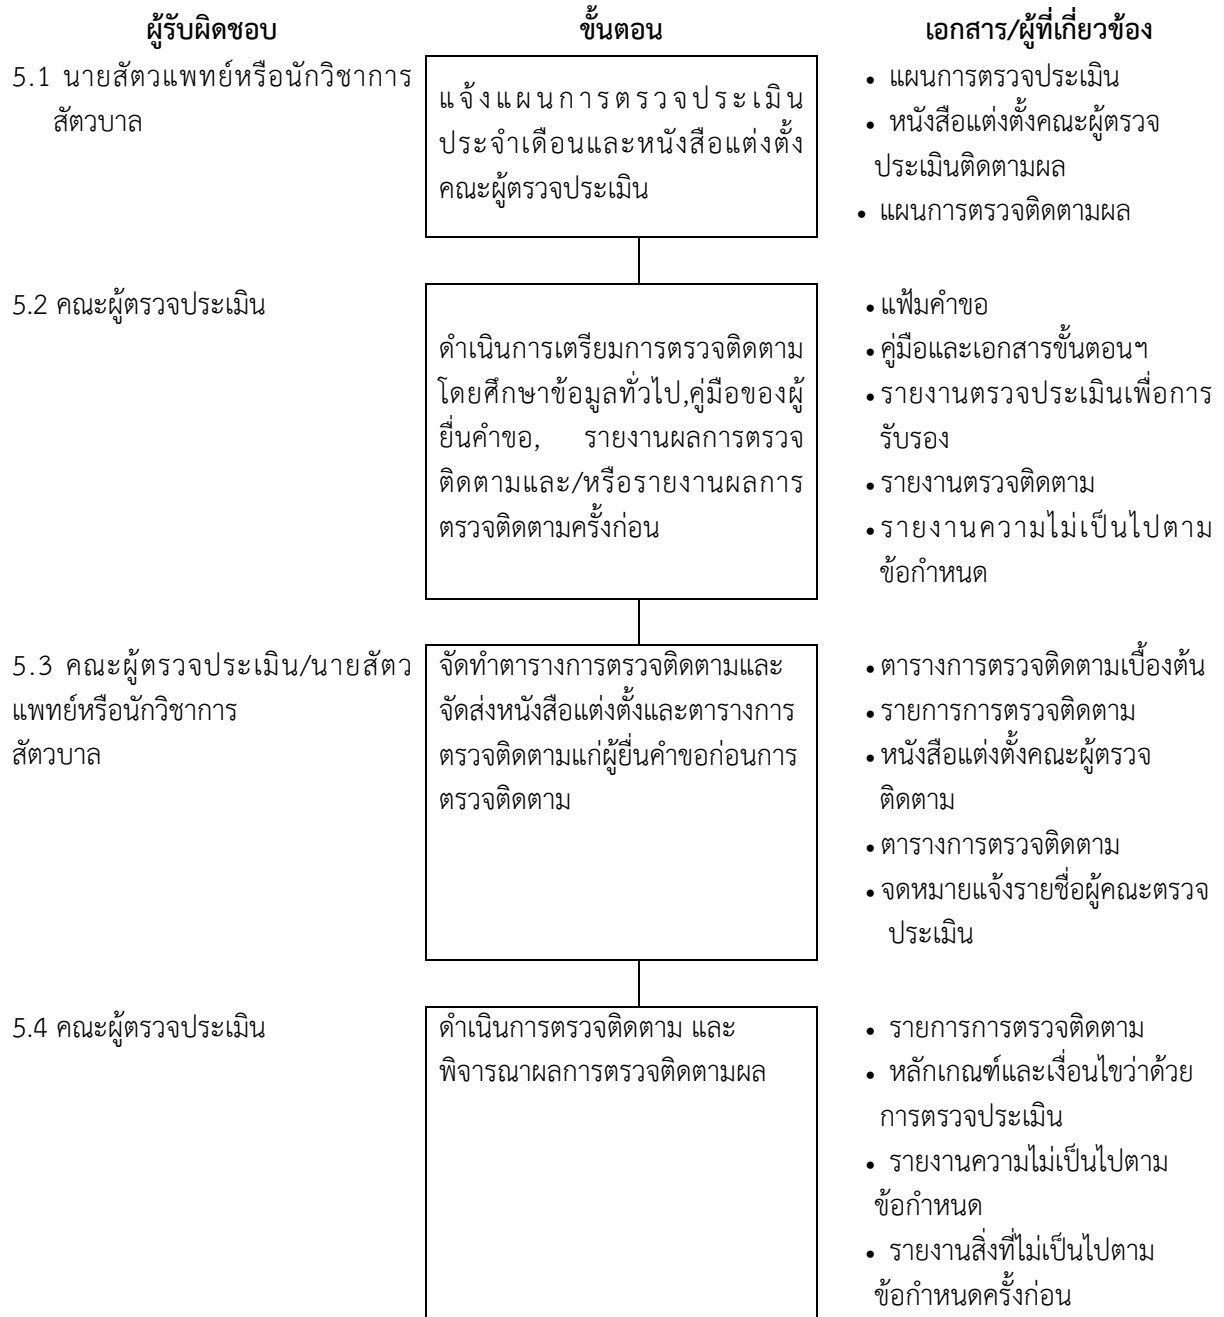 ผู้รับผิดชอบ
ขั้นตอน
เอกสาร/ผู้ที่เกี่ยวข้อง
5.1 นายสัตวแพทย์หรือนักวิชาการ
สัตวบาล
แจ้งแผนการตรวจประเมิน
ประจำเดือนและหนังสือแต่งตั้ง
คณะผู้ตรวจประเมิน
• แผนการตรวจประเมิน
• หนังสือแต่งตั้งคณะผู้ตรวจ
ประเมินติดตามผล
• แผนการตรวจติดตามผล
5.2 คณะผู้ตรวจประเมิน
ดำเนินการเตรียมการตรวจติดตาม
โดยศึกษาข้อมูลทั่วไป,คู่มือของผู้
ยื่นคำขอ, รายงานผลการตรวจ
ติดตามและ/หรือรายงานผลการ
ตรวจติดตามครั้งก่อน
• แฟ้มคำขอ
• คู่มือและเอกสารขั้นตอนฯ
• รายงานตรวจประเมินเพื่อการ
รับรอง
• รายงานตรวจติดตาม
• รายงานความไม่เป็นไปตาม
ข้อกำหนด
5.3 คณะผู้ตรวจประเมิน/นายสัตว
แพทย์หรือนักวิชาการ
สัตวบาล
จัดทำตารางการตรวจติดตามและ
จัดส่งหนังสือแต่งตั้งและตารางการ
ตรวจติดตามแก่ผู้ยื่นคำขอก่อนการ
ตรวจติดตาม
• ตารางการตรวจติดตามเบื้องต้น
• รายการการตรวจติดตาม
• หนังสือแต่งตั้งคณะผู้ตรวจ
ติดตาม
• ตารางการตรวจติดตาม
• จดหมายแจ้งรายชื่อผู้คณะตรวจ
ประเมิน
5.4 คณะผู้ตรวจประเมิน
ดำเนินการตรวจติดตาม และ
พิจารณาผลการตรวจติดตามผล
• รายการการตรวจติดตาม
• หลักเกณฑ์และเงื่อนไขว่าด้วย
การตรวจประเมิน
• รายงานความไม่เป็นไปตาม
ข้อกำหนด
• รายงานสิ่งที่ไม่เป็นไปตาม
ข้อกำหนดครั้งก่อน